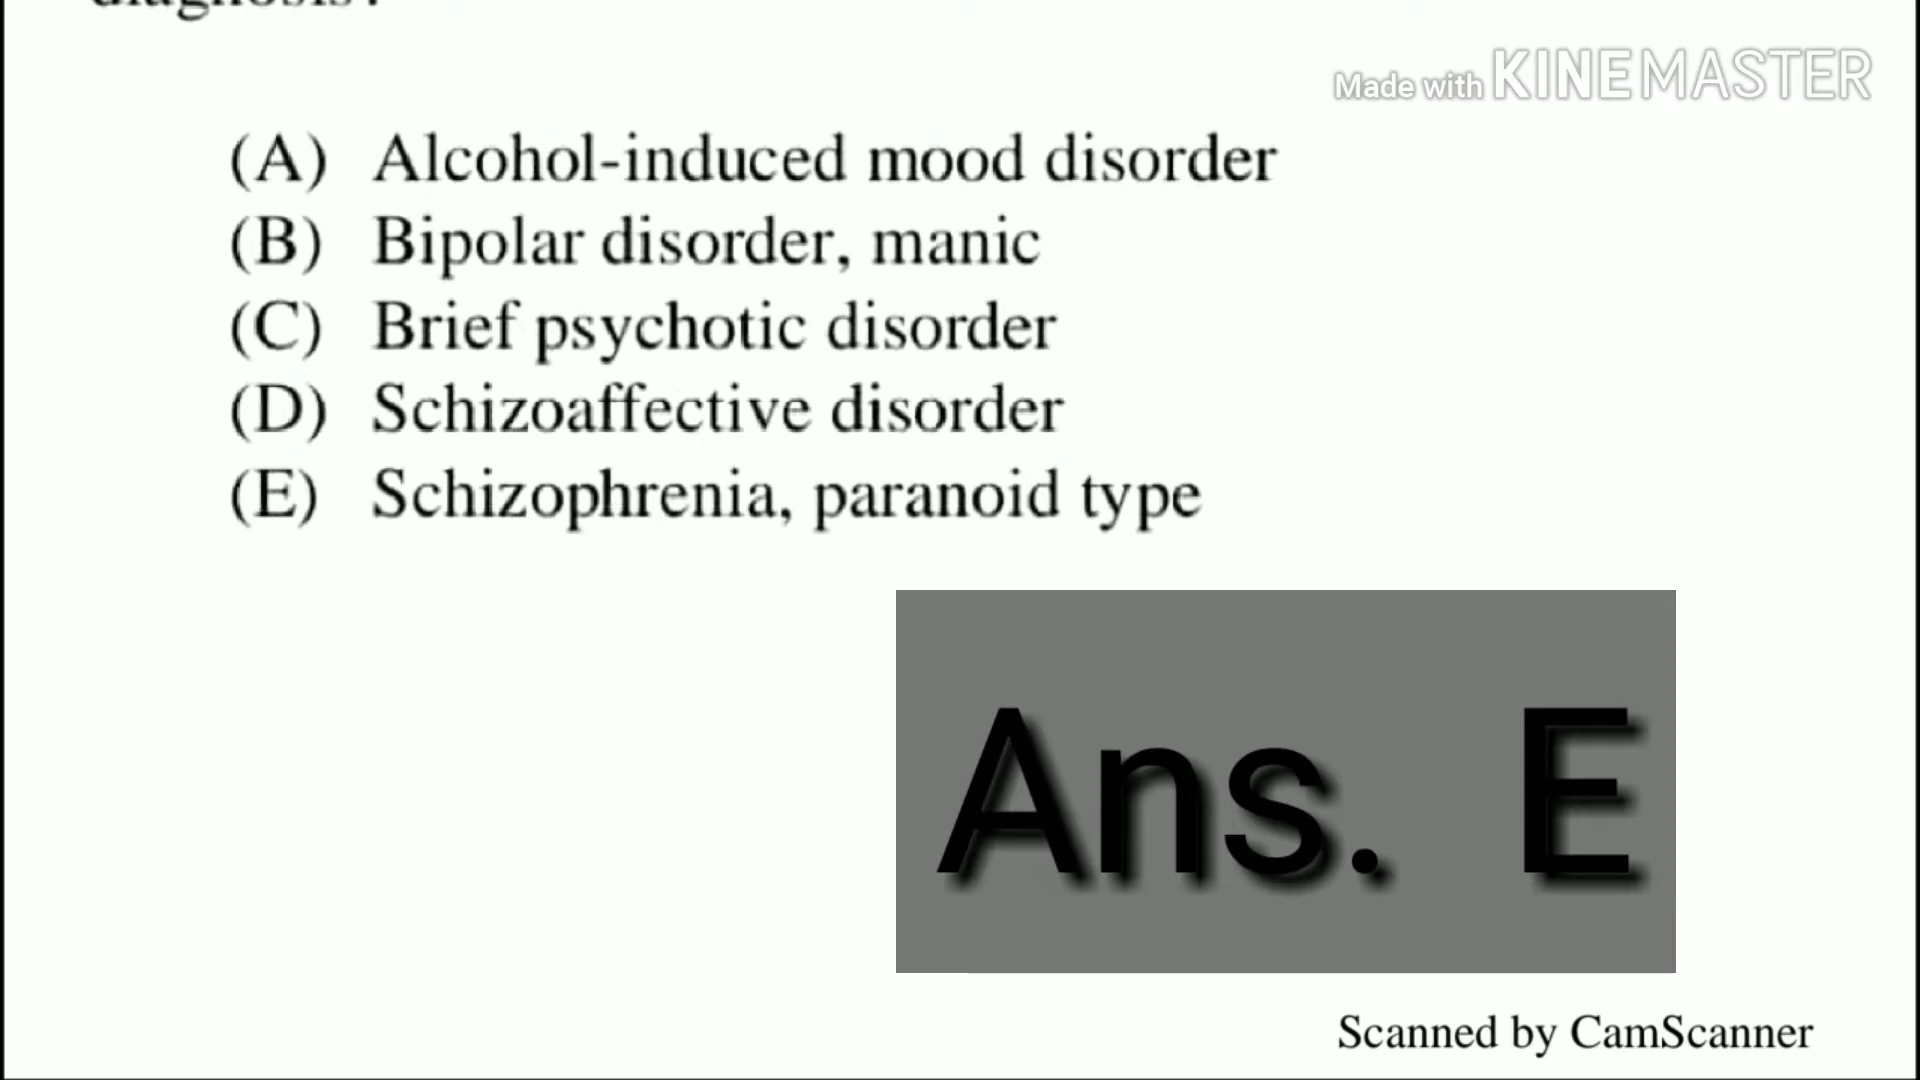 diagnosis?
Made with KINEMASTER
(A) Alcohol-induced mood disorder
(B) Bipolar disorder, manic
(C) Brief psychotic disorder
(D) Schizoaffective disorder
(E) Schizophrenia, paranoid type
Ans. E
Scanned by CamScanner